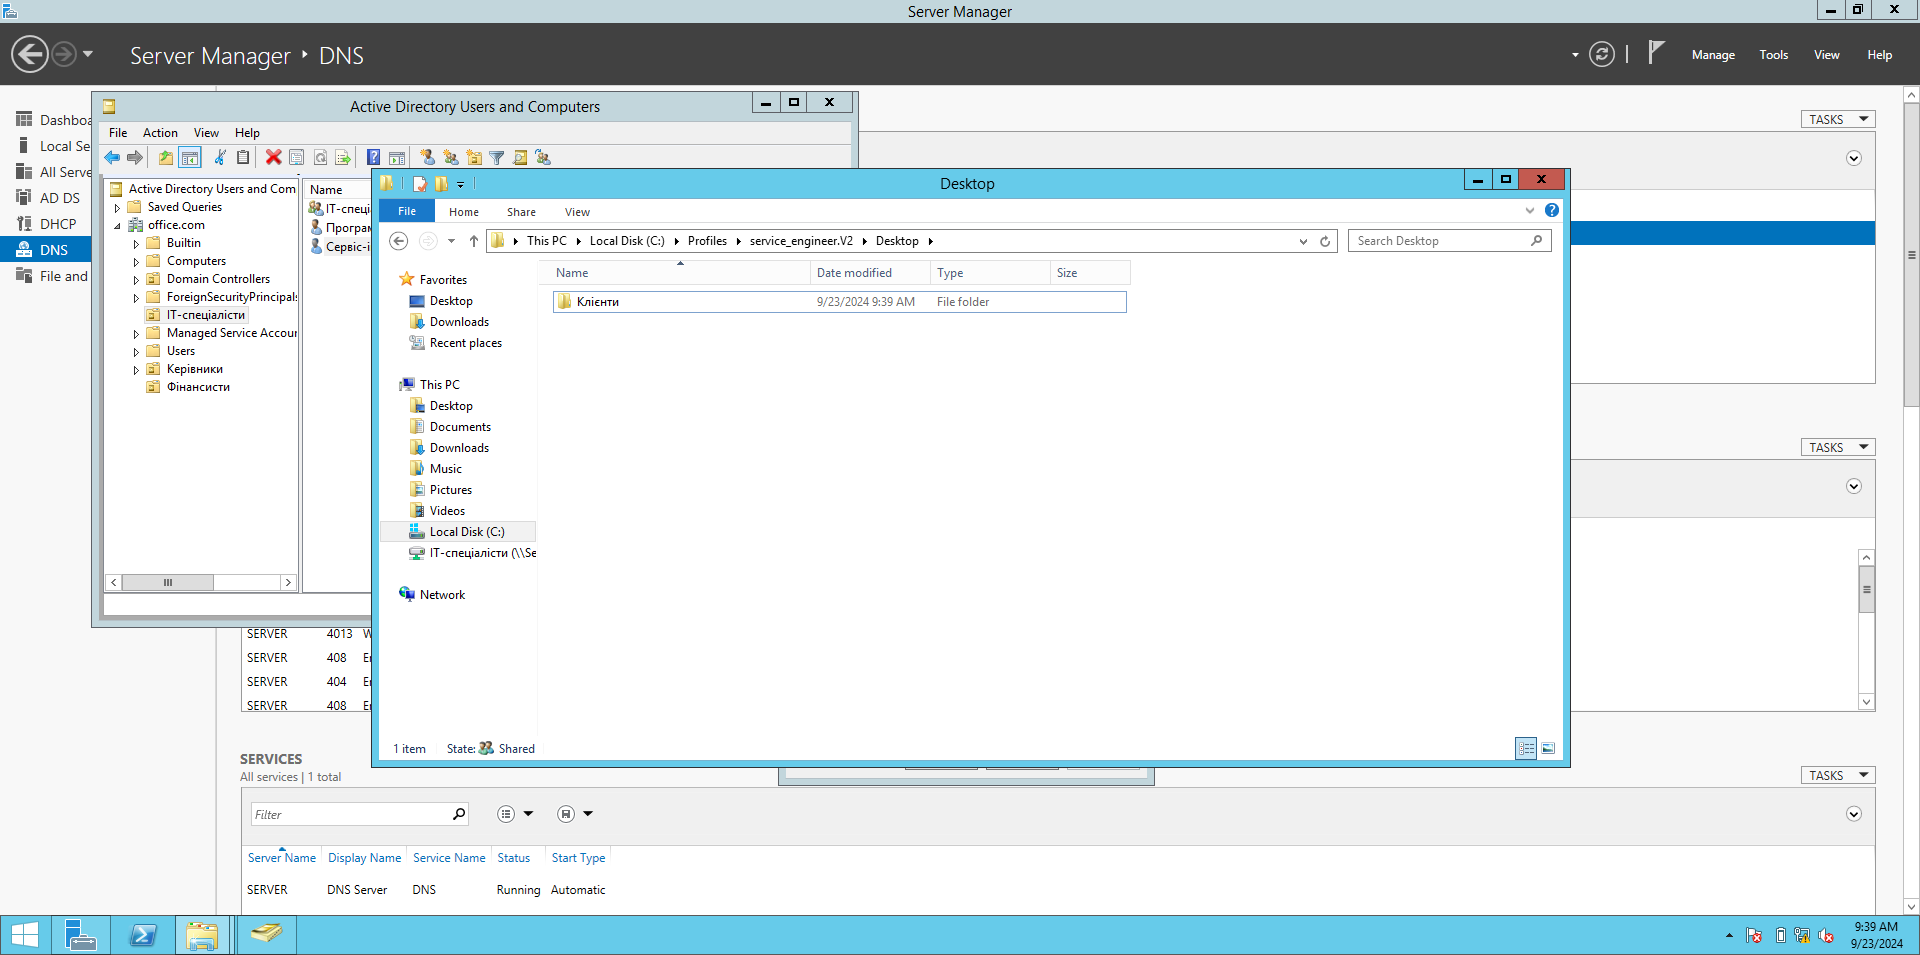 Server Manager
Server Manager ‣ DNS
Manage
Tools
View
Help
Dashboa
Local Se
All Serve
AD DS
DHCP
DNS
File and
TASKS
Active Directory Users and Computers
File
Action
View
Help
Active Directory Users and Com
Saved Queries
office.com
Builtin
Computers
Domain Controllers
ForeignSecurityPrincipals
ІТ-спеціалісти
Managed Service Accour
Users
Керівники
Фінансисти
Name
ІТ-спеці
Програм
Сервіс-і
Desktop
File
Home
Share
View
This PC
Local Disk (C:)
Profiles
service_engineer.V2
Desktop
Search Desktop
Favorites
Desktop
Downloads
Recent places
This PC
Desktop
Documents
Downloads
Music
Pictures
Videos
Local Disk (C:)
ІТ-спеціалісти (\\Se
Network
Name
Date modified
Type
Size
Клієнти
9/23/2024 9:39 AM
File folder
1 item
State:
Shared
TASKS
SERVER 4013 W
SERVER 408 Er
SERVER 404 Er
SERVER 408 Er
SERVICES
All services | 1 total
TASKS
Filter
Server Name
Display Name
Service Name
Status
Start Type
SERVER
DNS Server
DNS
Running
Automatic
9:39 AM
9/23/2024